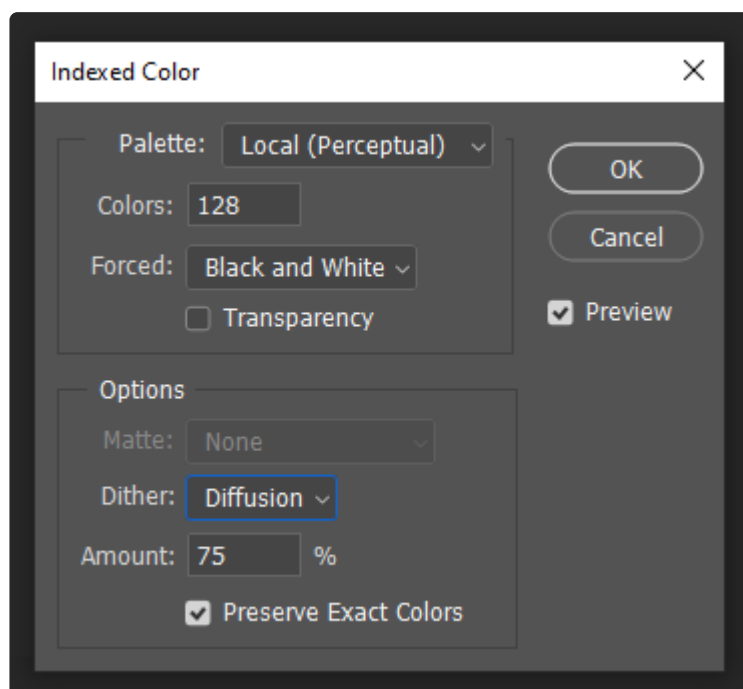 Indexed Color
Palette: Local (Perceptual)
OK
Colors: 128
Cancel
Forced: Black and White
Transparency
Preview
Options
Matte: None
Dither: Diffusion
Amount: 75 %
Preserve Exact Colors